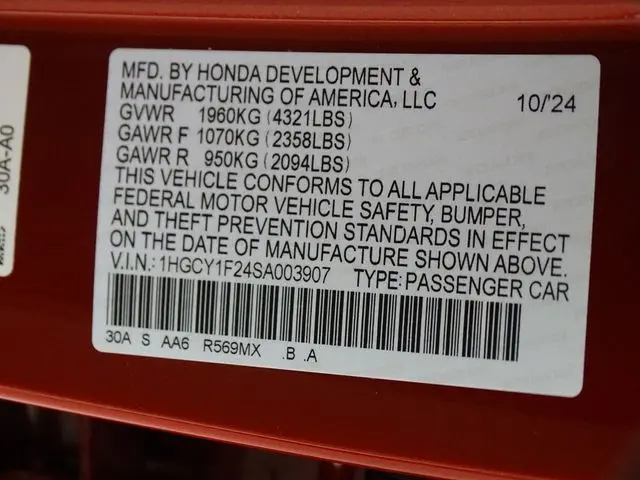 MFD. BY HONDA DEVELOPMENT &
MANUFACTURING OF AMERICA, LLC 10/'24
GVWR 1960KG (4321LBS)
GAWR F 1070KG (2358LBS)
GAWR R 950KG (2094LBS)
THIS VEHICLE CONFORMS TO ALL APPLICABLE
FEDERAL MOTOR VEHICLE SAFETY, BUMPER,
AND THEFT PREVENTION STANDARDS IN EFFECT
ON THE DATE OF MANUFACTURE SHOWN ABOVE.
V.I.N.: 1HGCY1F24SA003907 TYPE: PASSENGER CAR
30A S AA6 R569MX .B .A
30A-A0